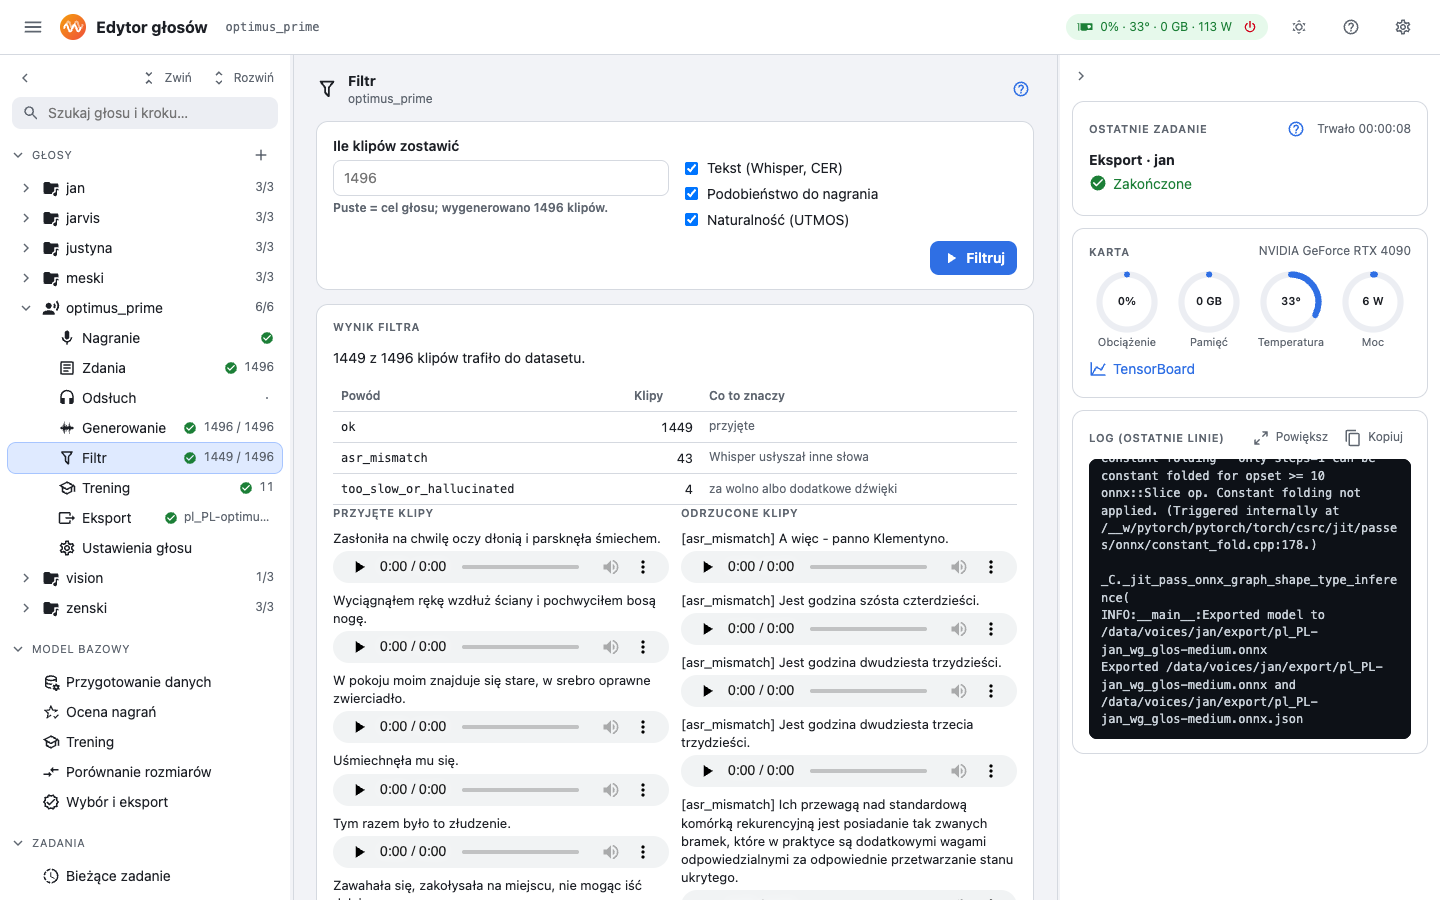 Edytor głosów
optimus_prime
0% · 33° · 0 GB · 113 W
Zwiń
Rozwiń
Szukaj głosu i kroku...
GŁOSY
jan 3/3
jarvis 3/3
justyna 3/3
meski 3/3
optimus_prime 6/6
Nagranie
Zdania 1496
Odsłuch ·
Generowanie 1496 / 1496
Filtr 1449 / 1496
Trening 11
Eksport pl_PL-optimu...
Ustawienia głosu
vision 1/3
zenski 3/3
MODEL BAZOWY
Przygotowanie danych
Ocena nagrań
Trening
Porównanie rozmiarów
Wybór i eksport
ZADANIA
Bieżące zadanie
Filtr
optimus_prime
Ile klipów zostawić
1496
Puste = cel głosu; wygenerowano 1496 klipów.
Tekst (Whisper, CER)
Podobieństwo do nagrania
Naturalność (UTMOS)
Filtruj
WYNIK FILTRA
1449 z 1496 klipów trafiło do datasetu.
Powód Klipy Co to znaczy
ok 1449 przyjęte
asr_mismatch 43 Whisper usłyszał inne słowa
too_slow_or_hallucinated 4 za wolno albo dodatkowe dźwięki
PRZYJĘTE KLIPY
Zasłoniła na chwilę oczy dłonią i parsknęła śmiechem.
0:00 / 0:00
Wyciągnąłem rękę wzdłuż ściany i pochwyciłem bosą
nogę.
0:00 / 0:00
W pokoju moim znajduje się stare, w srebro oprawne
zwierciadło.
0:00 / 0:00
Uśmiechnęła mu się.
0:00 / 0:00
Tym razem było to złudzenie.
0:00 / 0:00
Zawahała się, zakołysała na miejscu, nie mogąc iść
ODRZUCONE KLIPY
[asr_mismatch] A więc - panno Klementyno.
0:00 / 0:00
[asr_mismatch] Jest godzina szósta czterdzieści.
0:00 / 0:00
[asr_mismatch] Jest godzina dwudziesta trzydzieści.
0:00 / 0:00
[asr_mismatch] Jest godzina dwudziesta trzecia
trzydzieści.
0:00 / 0:00
[asr_mismatch] Ich przewagą nad standardową
komórką rekurencyjną jest posiadanie tak zwanych
bramek, które w praktyce są dodatkowymi wagami
odpowiedzialnymi za odpowiednie przetwarzanie stanu
ukrytego.
OSTATNIE ZADANIE
Trwało 00:00:08
Eksport · jan
Zakończone
KARTA
NVIDIA GeForce RTX 4090
0% 0 GB 33° 6 W
Obciążenie Pamięć Temperatura Moc
TensorBoard
LOG (OSTATNIE LINIE)
Powiększ
Kopiuj
constant folding - only steps=1 can be
constant folded for opset >= 10
onnx::Slice op. Constant folding not
applied. (Triggered internally at
/__w/pytorch/pytorch/torch/csrc/jit/passe
s/onnx/constant_fold.cpp:178.)
_C._jit_pass_onnx_graph_shape_type_infere
nce(
INFO:__main__:Exported model to
/data/voices/jan/export/pl_PL-
jan_wg_glos-medium.onnx
Exported /data/voices/jan/export/pl_PL-
jan_wg_glos-medium.onnx and
/data/voices/jan/export/pl_PL-
jan_wg_glos-medium.onnx.json